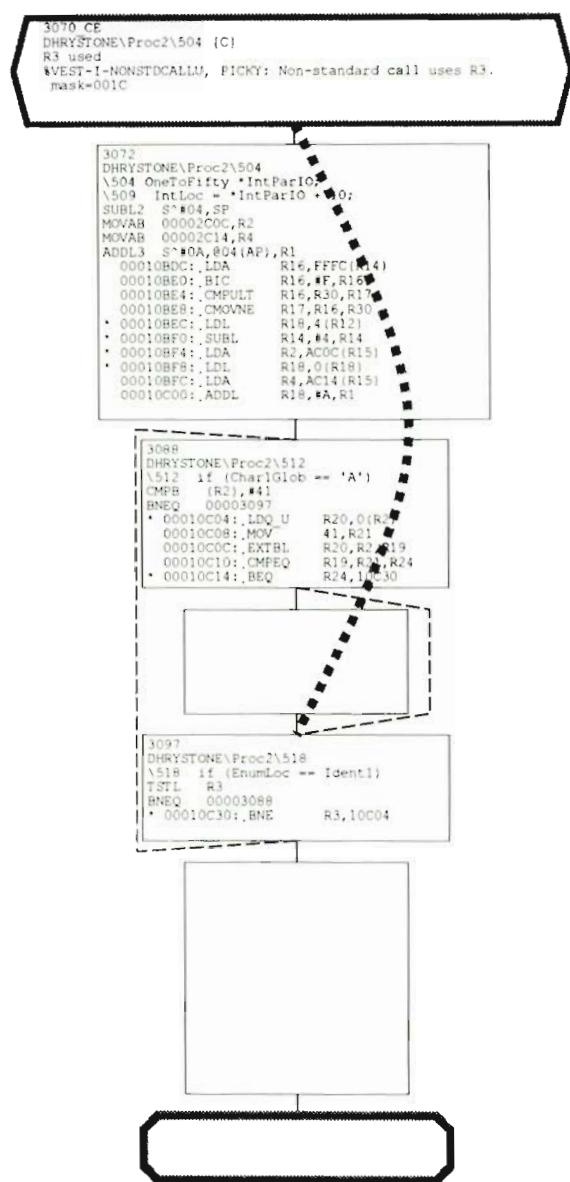 3070 CE
DHRYSTONE\Proc2\504 {C}
R3 used
%VEST-I-NONSTDCALLU, PICKY: Non-standard call uses R3.
mask=001C
3072
DHRYSTONE\Proc2\504
\504 OneToFifty *IntParIO;
\509 IntLoc = *IntParIO + 10;
SUBL2 S^#04,SP
MOVAB 00002C0C,R2
MOVAB 00002C14,R4
ADDL3 S^#0A,@04(AP),R1
00010BDC: LDA R16,FFFC(R14)
00010BE0: BIC R16,#F,R16
00010BE4: CMPULT R16,R30,R17
00010BE8: CMOVNE R17,R16,R30
* 00010BEC: LDL R18,4(R12)
* 00010BF0: SUBL R14,#4,R14
* 00010BF4: LDA R2,AC0C(R15)
* 00010BF8: LDL R18,0(R18)
00010BFC: LDA R4,AC14(R15)
00010C00: ADDL R18,#A,R1
3088
DHRYSTONE\Proc2\512
\512 if (Char1Glob == 'A')
CMPB (R2),#41
BNEQ 00003097
* 00010C04: LDQ_U R20,0(R2)
00010C08: MOV 41,R21
00010C0C: EXTBL R20,R2,R19
00010C10: CMPEQ R19,R21,R24
* 00010C14: BEQ R24,10C30
3097
DHRYSTONE\Proc2\518
\518 if (EnumLoc == Ident1)
TSTL R3
BNEQ 00003088
* 00010C30: BNE R3,10C04